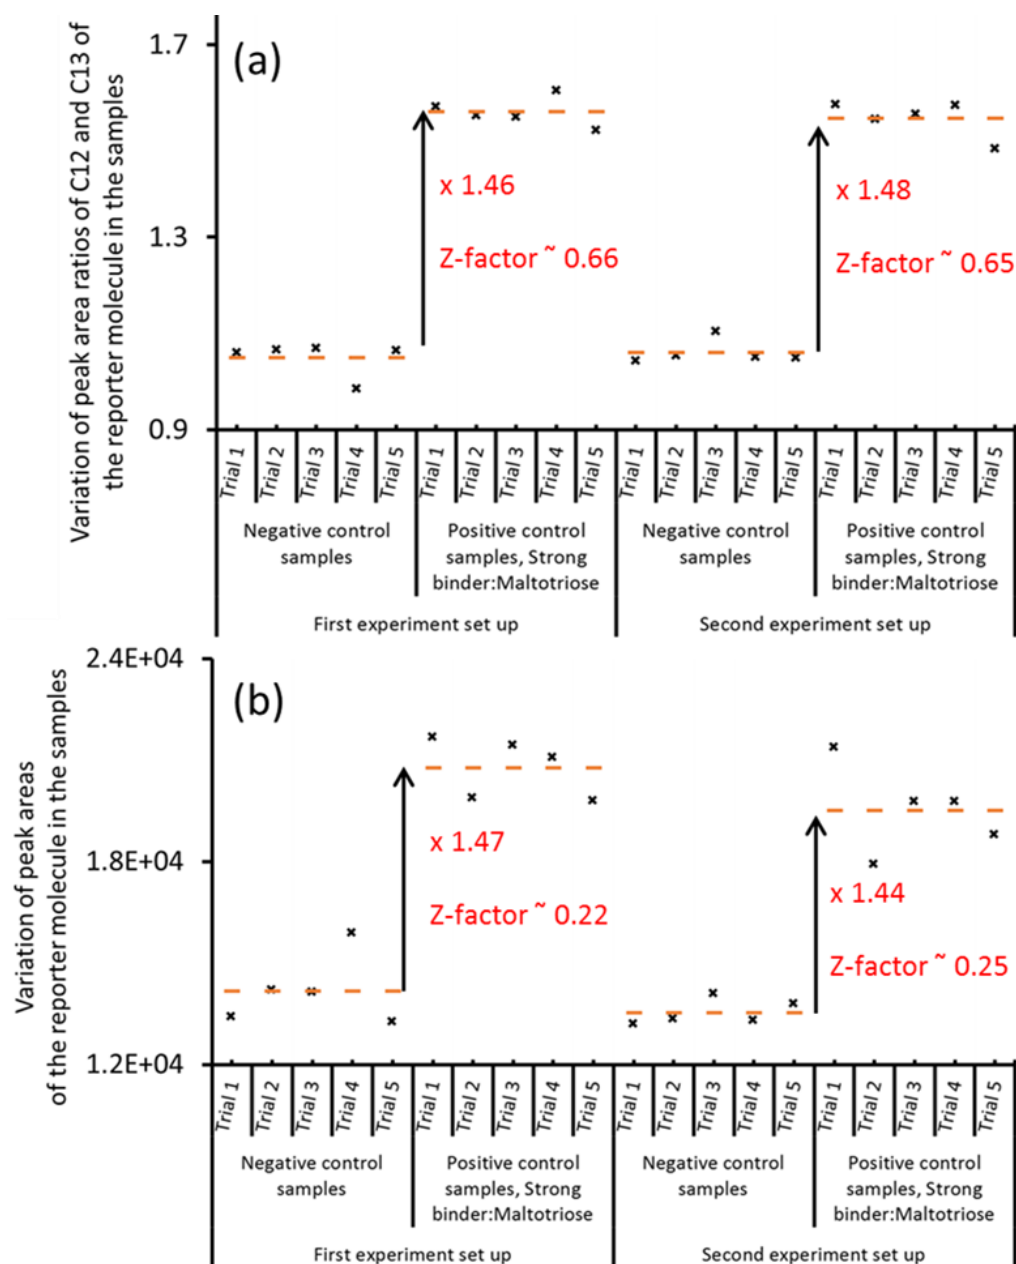 Variation of peak area ratios of C12 and C13 of
the reporter molecule in the samples
(a)
1.7
1.3
0.9
x 1.46
Z-factor ~ 0.66
x 1.48
Z-factor ~ 0.65
Trial 1
Trial 2
Trial 3
Trial 4
Trial 5
Trial 1
Trial 2
Trial 3
Trial 4
Trial 5
Trial 1
Trial 2
Trial 3
Trial 4
Trial 5
Trial 1
Trial 2
Trial 3
Trial 4
Trial 5
Negative control
samples
Positive control
samples, Strong
binder:Maltotriose
Negative control
samples
Positive control
samples, Strong
binder:Maltotriose
First experiment set up
Second experiment set up
Variation of peak areas
of the reporter molecule in the samples
(b)
2.4E+04
1.8E+04
1.2E+04
x 1.47
Z-factor ~ 0.22
x 1.44
Z-factor ~ 0.25
Trial 1
Trial 2
Trial 3
Trial 4
Trial 5
Trial 1
Trial 2
Trial 3
Trial 4
Trial 5
Trial 1
Trial 2
Trial 3
Trial 4
Trial 5
Trial 1
Trial 2
Trial 3
Trial 4
Trial 5
Negative control
samples
Positive control
samples, Strong
binder:Maltotriose
Negative control
samples
Positive control
samples, Strong
binder:Maltotriose
First experiment set up
Second experiment set up